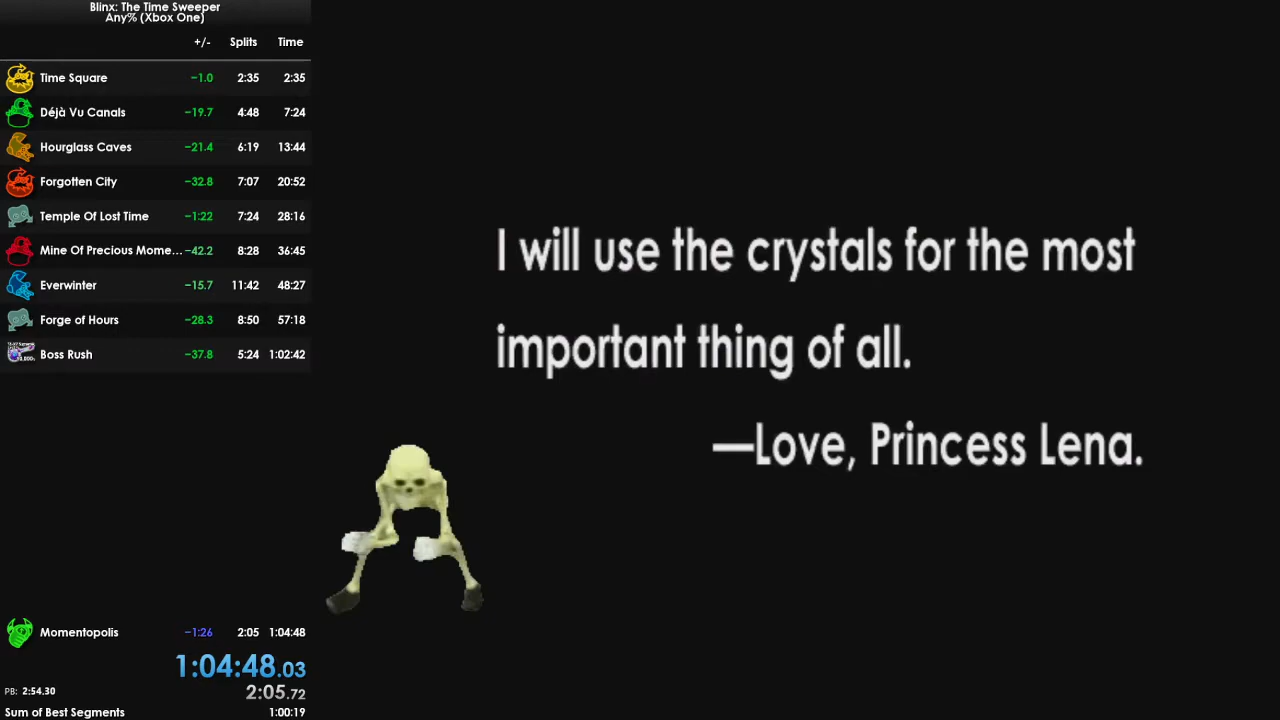 Blinx: The Time Sweeper
Any% (Xbox One)
+/- Splits Time
Time Square −1.0 2:35 2:35
Déjà Vu Canals −19.7 4:48 7:24
Hourglass Caves −21.4 6:19 13:44
Forgotten City −32.8 7:07 20:52
Temple Of Lost Time −1:22 7:24 28:16
Mine Of Precious Mome... −42.2 8:28 36:45
Everwinter −15.7 11:42 48:27
Forge of Hours −28.3 8:50 57:18
Boss Rush −37.8 5:24 1:02:42
I will use the crystals for the most
important thing of all.
—Love, Princess Lena.
Momentopolis −1:26 2:05 1:04:48
1:04:48.03
PB: 2:54.30 2:05.72
Sum of Best Segments 1:00:19